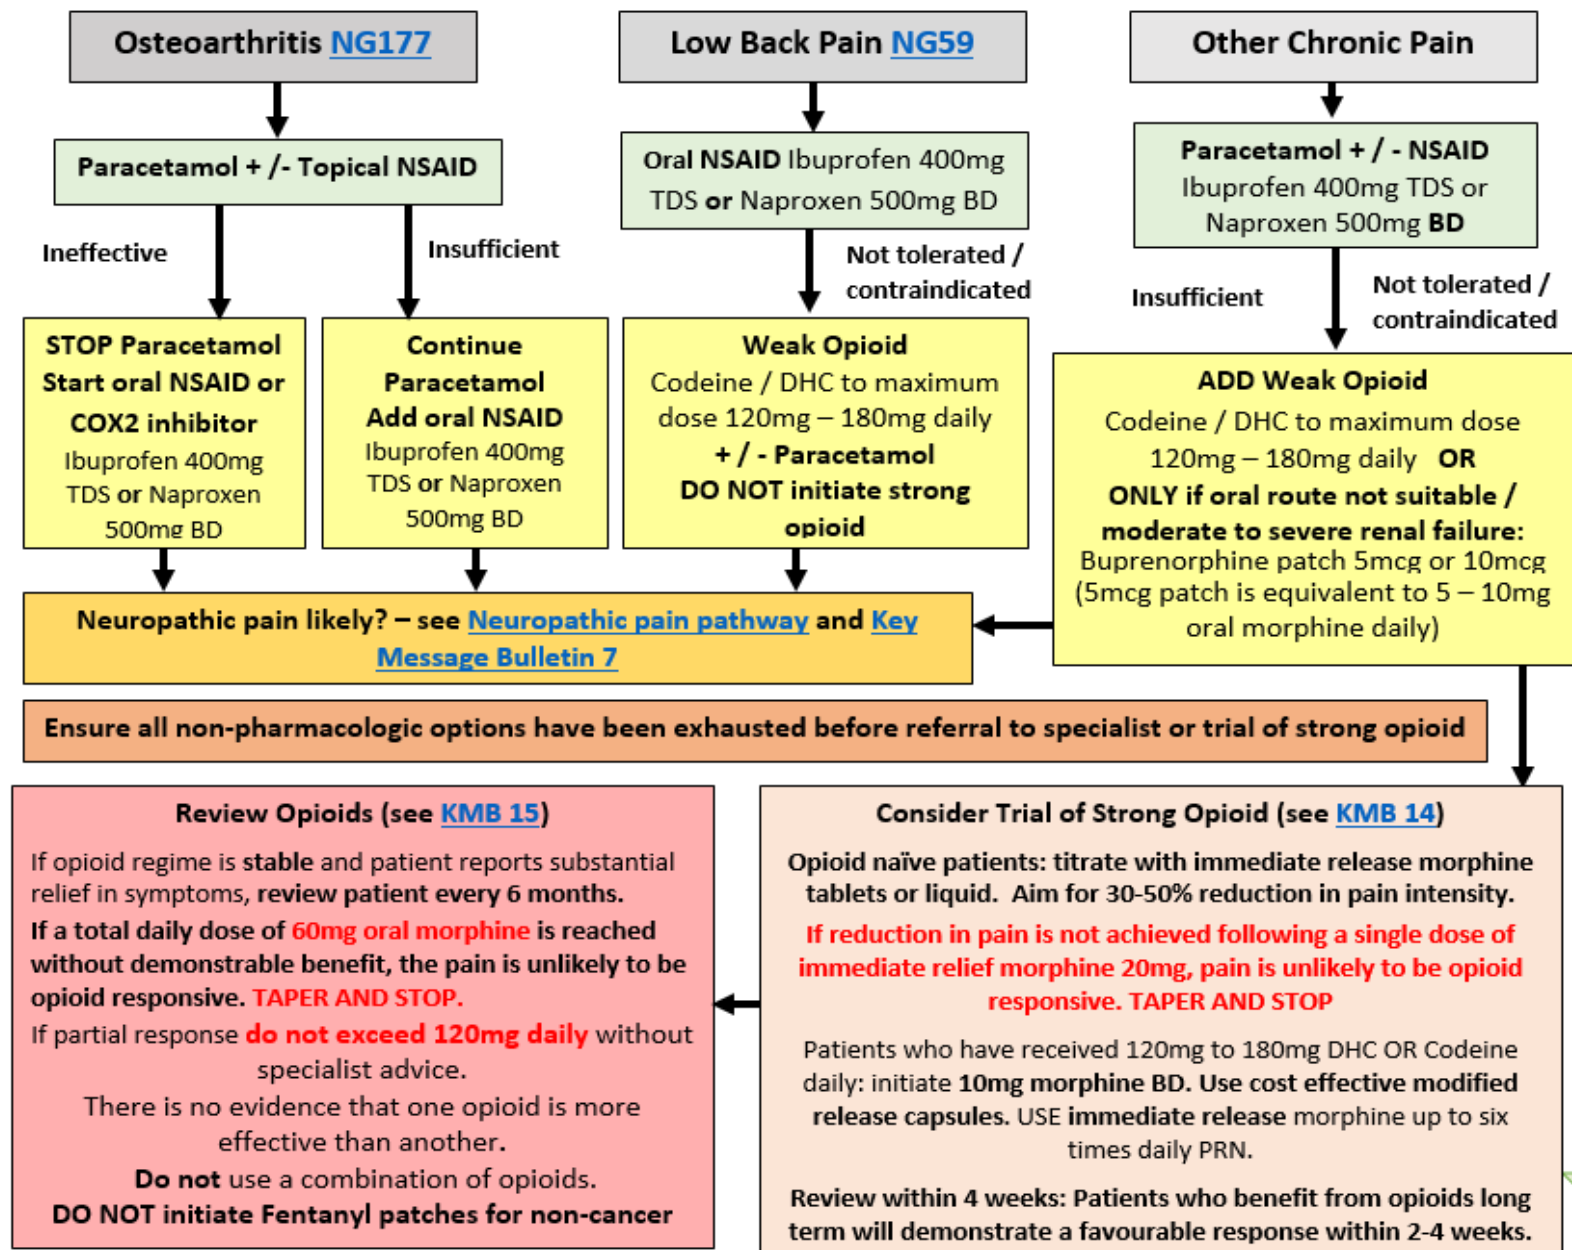 Osteoarthritis NG177
Low Back Pain NG59
Other Chronic Pain
Paracetamol + /- Topical NSAID
Oral NSAID Ibuprofen 400mg
TDS or Naproxen 500mg BD
Paracetamol + / - NSAID
Ibuprofen 400mg TDS or
Naproxen 500mg BD
Ineffective
Insufficient
Not tolerated /
contraindicated
Insufficient
Not tolerated /
contraindicated
STOP Paracetamol
Start oral NSAID or
COX2 inhibitor
Ibuprofen 400mg
TDS or Naproxen
500mg BD
Continue
Paracetamol
Add oral NSAID
Ibuprofen 400mg
TDS or Naproxen
500mg BD
Weak Opioid
Codeine / DHC to maximum
dose 120mg – 180mg daily
+ / - Paracetamol
DO NOT initiate strong
opioid
ADD Weak Opioid
Codeine / DHC to maximum dose
120mg – 180mg daily OR
ONLY if oral route not suitable /
moderate to severe renal failure:
Buprenorphine patch 5mcg or 10mcg
(5mcg patch is equivalent to 5 – 10mg
oral morphine daily)
Neuropathic pain likely? – see Neuropathic pain pathway and Key
Message Bulletin 7
Ensure all non-pharmacologic options have been exhausted before referral to specialist or trial of strong opioid
Review Opioids (see KMB 15)
If opioid regime is stable and patient reports substantial
relief in symptoms, review patient every 6 months.
If a total daily dose of 60mg oral morphine is reached
without demonstrable benefit, the pain is unlikely to be
opioid responsive. TAPER AND STOP.
If partial response do not exceed 120mg daily without
specialist advice.
There is no evidence that one opioid is more
effective than another.
Do not use a combination of opioids.
DO NOT initiate Fentanyl patches for non-cancer
Consider Trial of Strong Opioid (see KMB 14)
Opioid naïve patients: titrate with immediate release morphine
tablets or liquid. Aim for 30-50% reduction in pain intensity.
If reduction in pain is not achieved following a single dose of
immediate relief morphine 20mg, pain is unlikely to be opioid
responsive. TAPER AND STOP
Patients who have received 120mg to 180mg DHC OR Codeine
daily: initiate 10mg morphine BD. Use cost effective modified
release capsules. USE immediate release morphine up to six
times daily PRN.
Review within 4 weeks: Patients who benefit from opioids long
term will demonstrate a favourable response within 2-4 weeks.